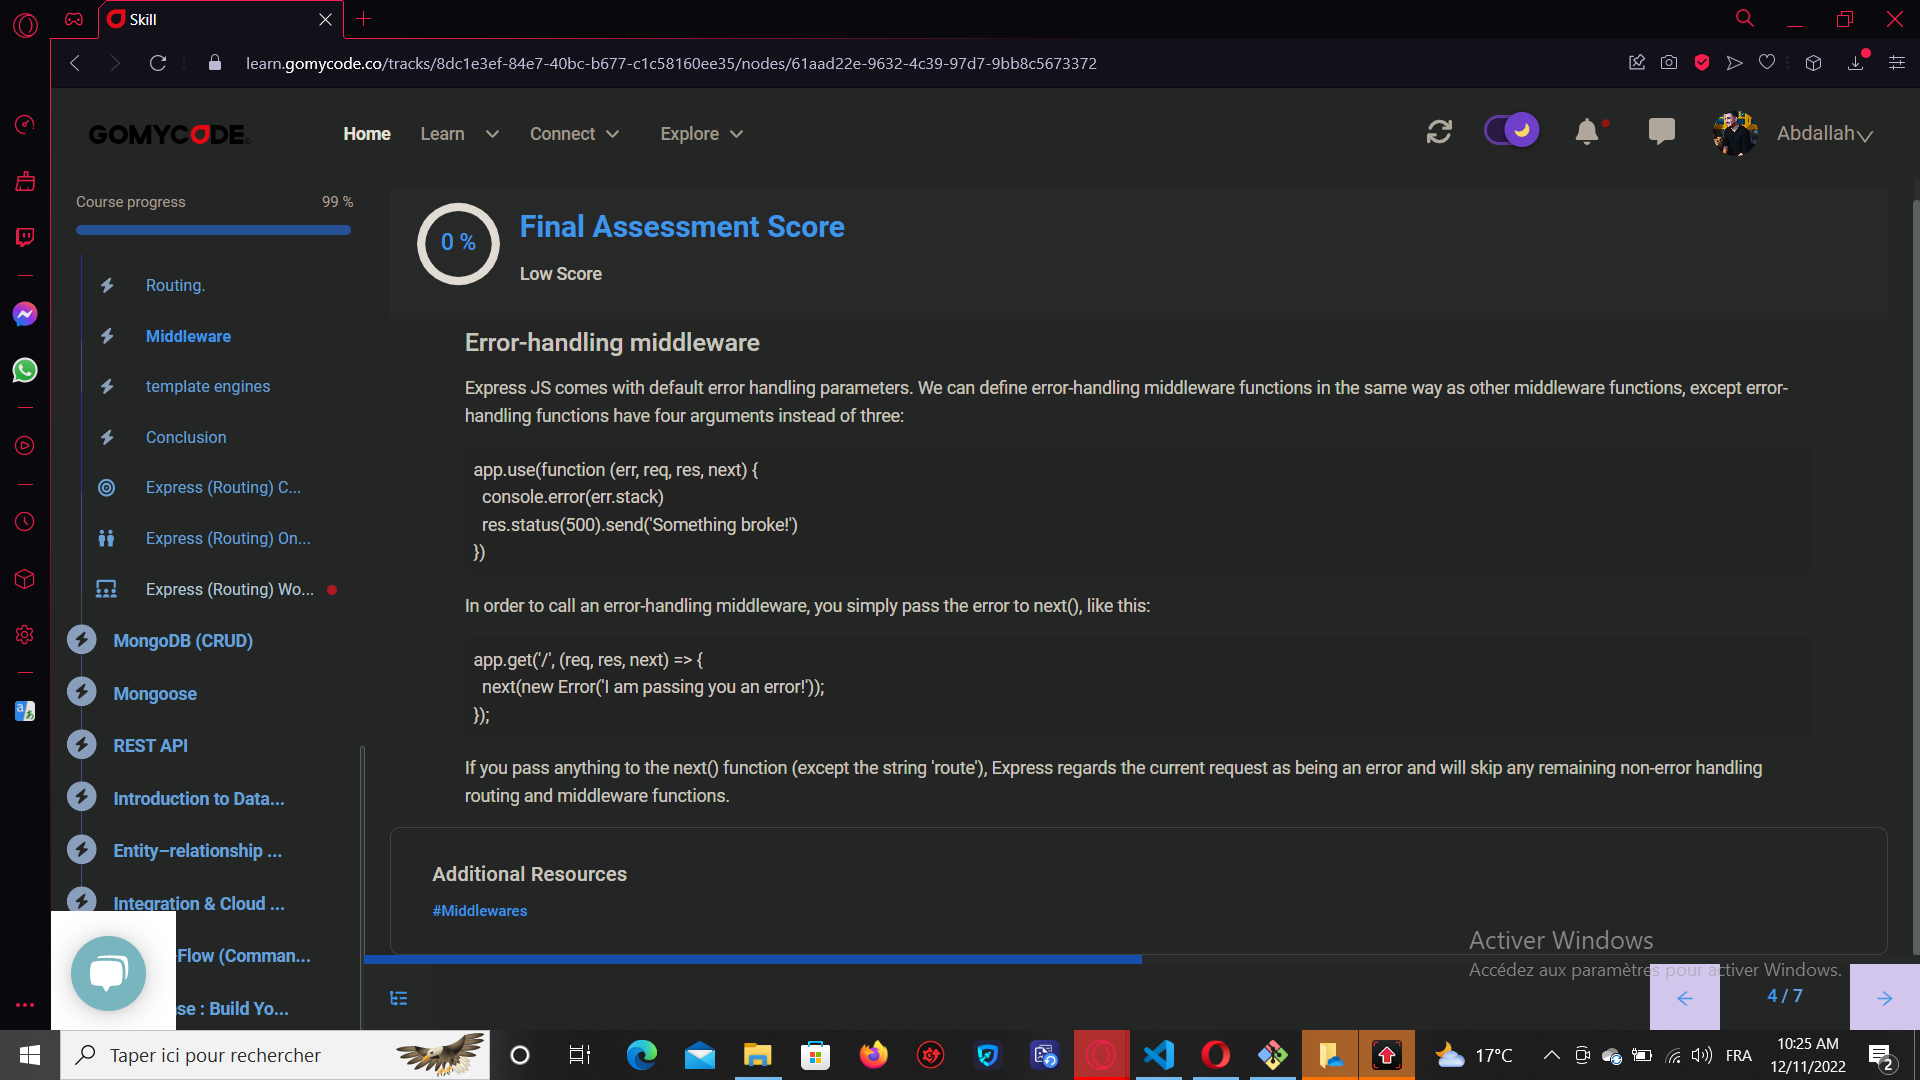 Skill
learn.gomycode.co/tracks/8dc1e3ef-84e7-40bc-b677-c1c58160ee35/nodes/61aad22e-9632-4c39-97d7-9bb8c5673372
GOMYCODE
Home
Learn
Connect
Explore
Abdallah
Course progress
99 %
Routing.
Middleware
template engines
Conclusion
Express (Routing) C...
Express (Routing) On...
Express (Routing) Wo...
MongoDB (CRUD)
Mongoose
REST API
Introduction to Data...
Entity–relationship ...
Integration & Cloud ...
Flow (Comman...
se : Build Yo...
0 %
Final Assessment Score
Low Score
Error-handling middleware
Express JS comes with default error handling parameters. We can define error-handling middleware functions in the same way as other middleware functions, except error-
handling functions have four arguments instead of three:
app.use(function (err, req, res, next) {
console.error(err.stack)
res.status(500).send('Something broke!')
})
In order to call an error-handling middleware, you simply pass the error to next(), like this:
app.get('/', (req, res, next) => {
next(new Error('I am passing you an error!'));
});
If you pass anything to the next() function (except the string 'route'), Express regards the current request as being an error and will skip any remaining non-error handling
routing and middleware functions.
Additional Resources
#Middlewares
Activer Windows
Accédez aux paramètres pour activer Windows.
4 / 7
Taper ici pour rechercher
17°C
FRA
10:25 AM
12/11/2022
2